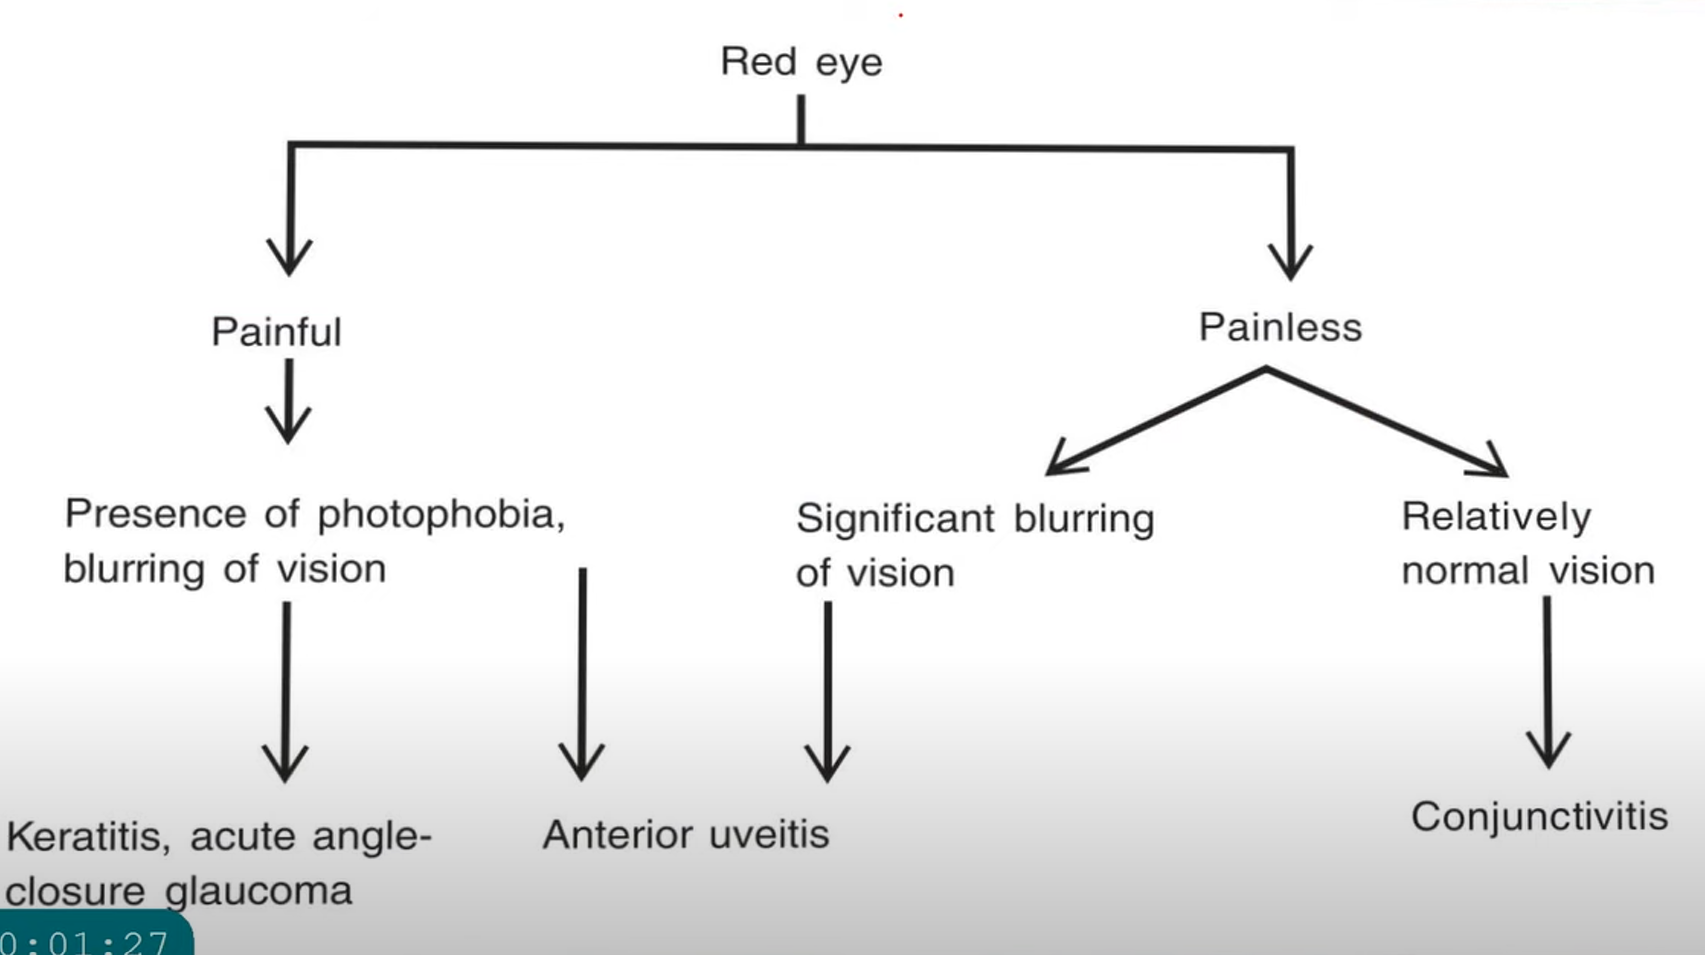 Red eye
Painful
Painless
Presence of photophobia,
blurring of vision
Significant blurring
of vision
Relatively
normal vision
Keratitis, acute angle-
closure glaucoma
Anterior uveitis
Conjunctivitis
0:01:27